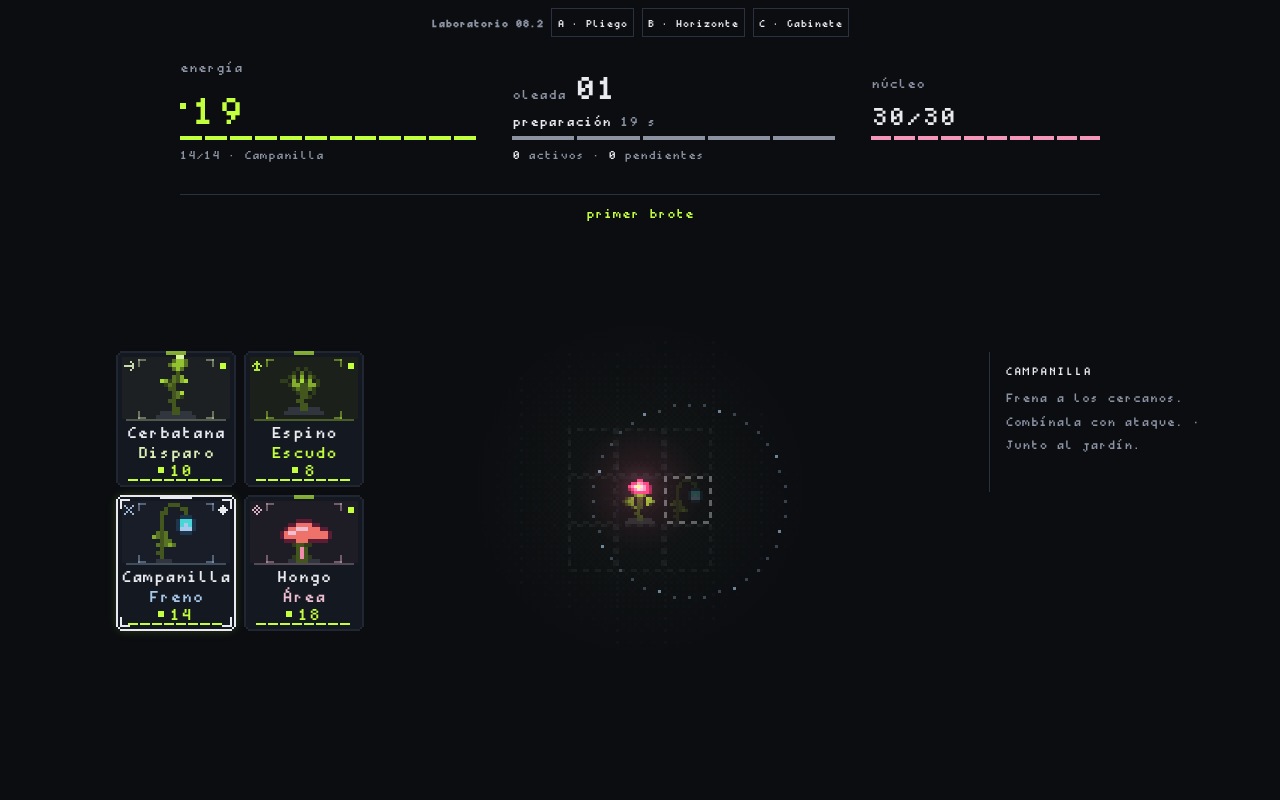 Laboratorio 08.2 A · Pliego B · Horizonte C · Gabinete
energía
19
14/14 · Campanilla
oleada 01
preparación 19 s
0 activos · 0 pendientes
núcleo
30/30
primer brote
Cerbatana
Disparo
10
Espino
Escudo
8
Campanilla
Freno
14
Hongo
Área
18
CAMPANILLA
Frena a los cercanos.
Combínala con ataque. ·
Junto al jardín.